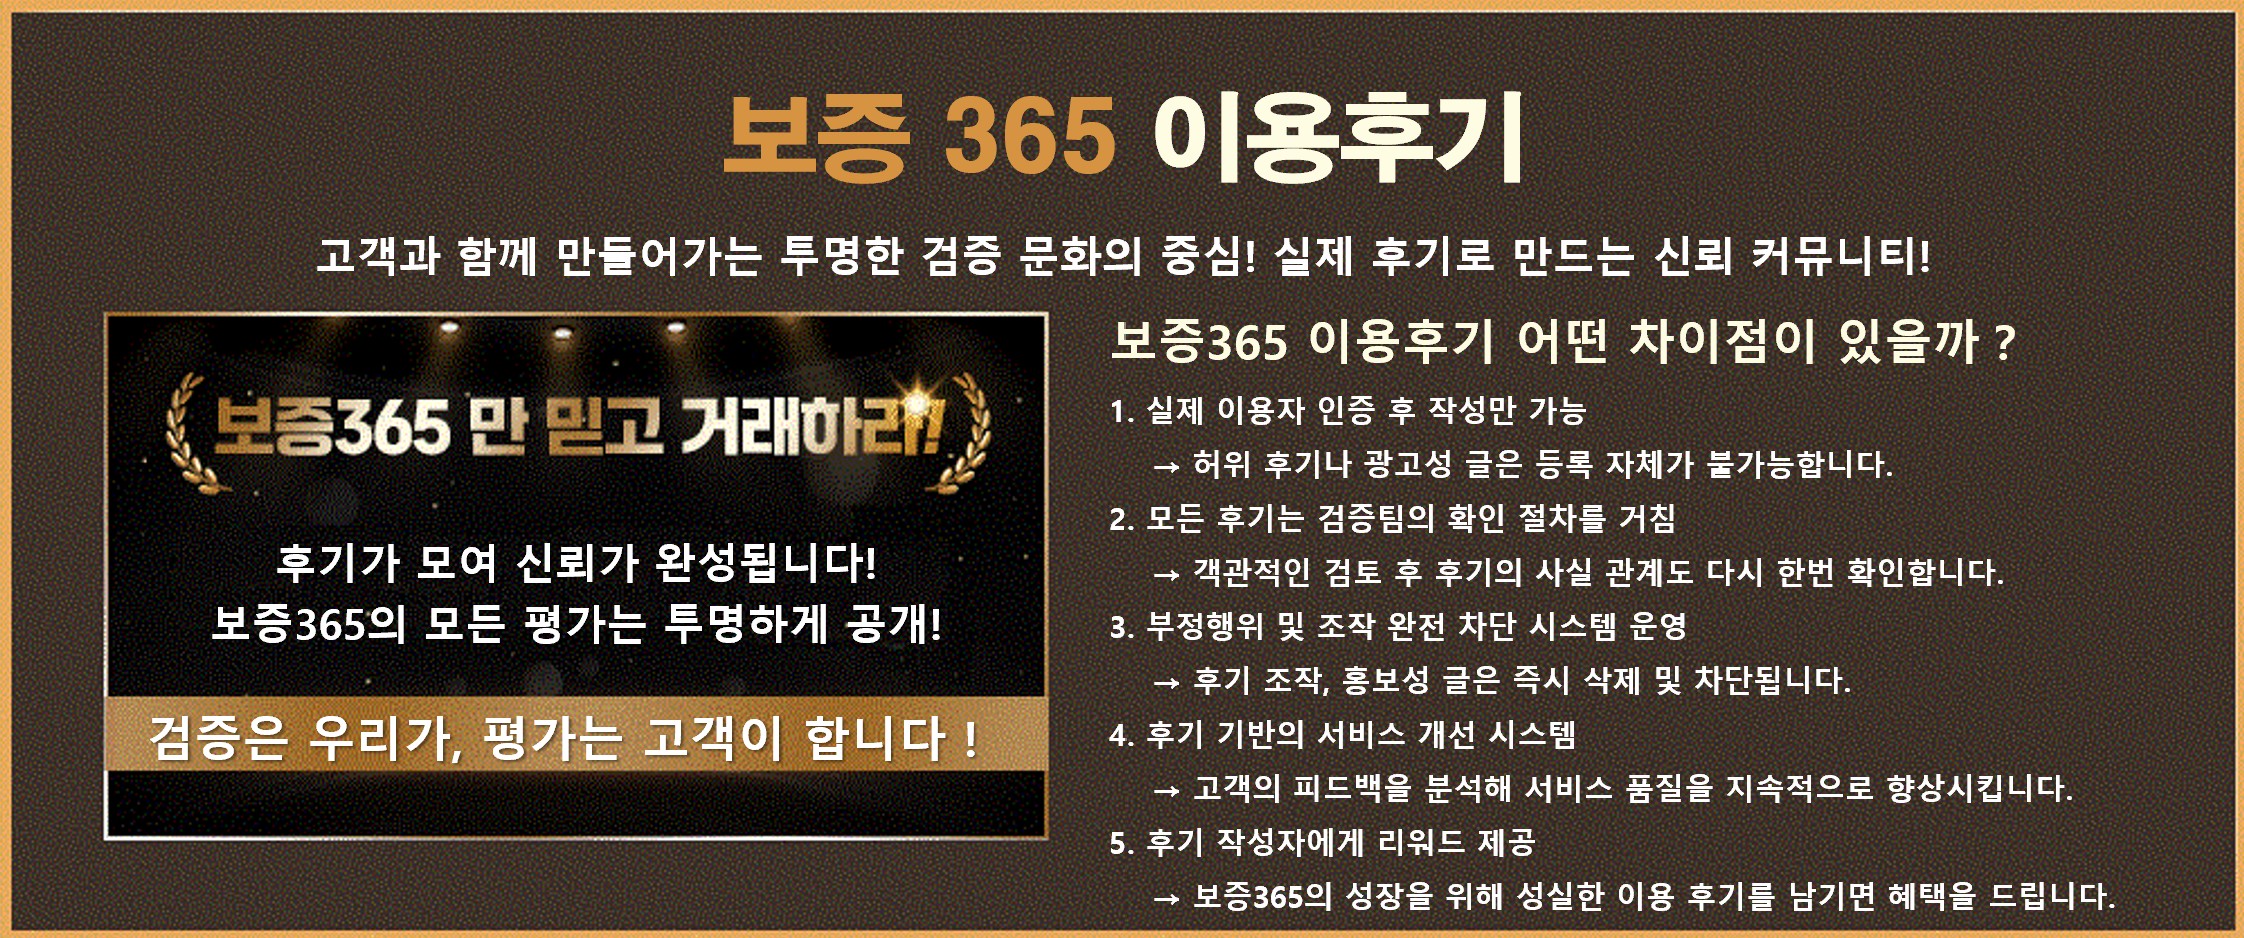 보증 365 이용후기
고객과 함께 만들어가는 투명한 검증 문화의 중심! 실제 후기로 만드는 신뢰 커뮤니티!
보증365 만 믿고 거래하라!
후기가 모여 신뢰가 완성됩니다!
보증365의 모든 평가는 투명하게 공개!
검증은 우리가, 평가는 고객이 합니다 !
보증365 이용후기 어떤 차이점이 있을까 ?
1. 실제 이용자 인증 후 작성만 가능
→ 허위 후기나 광고성 글은 등록 자체가 불가능합니다.
2. 모든 후기는 검증팀의 확인 절차를 거침
→ 객관적인 검토 후 후기의 사실 관계도 다시 한번 확인합니다.
3. 부정행위 및 조작 완전 차단 시스템 운영
→ 후기 조작, 홍보성 글은 즉시 삭제 및 차단됩니다.
4. 후기 기반의 서비스 개선 시스템
→ 고객의 피드백을 분석해 서비스 품질을 지속적으로 향상시킵니다.
5. 후기 작성자에게 리워드 제공
→ 보증365의 성장을 위해 성실한 이용 후기를 남기면 혜택을 드립니다.